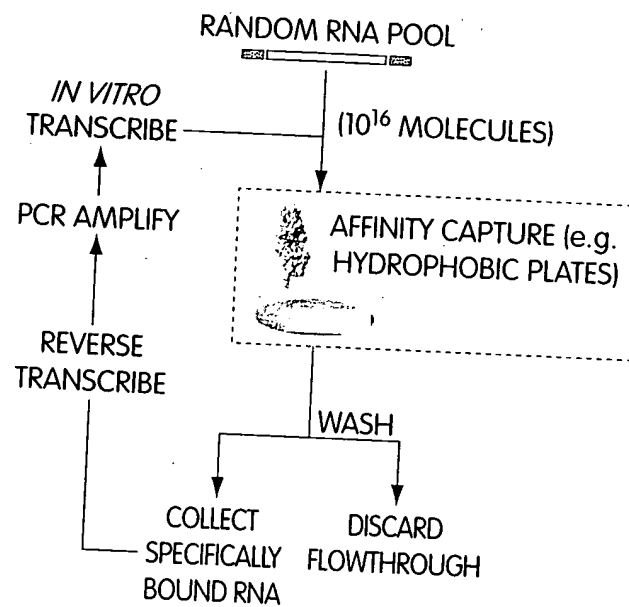 RANDOM RNA POOL
IN VITRO
TRANSCRIBE
(10¹⁶ MOLECULES)
PCR AMPLIFY
AFFINITY CAPTURE (e.g.
HYDROPHOBIC PLATES)
REVERSE
TRANSCRIBE
WASH
COLLECT
SPECIFICALLY
BOUND RNA
DISCARD
FLOWTHROUGH